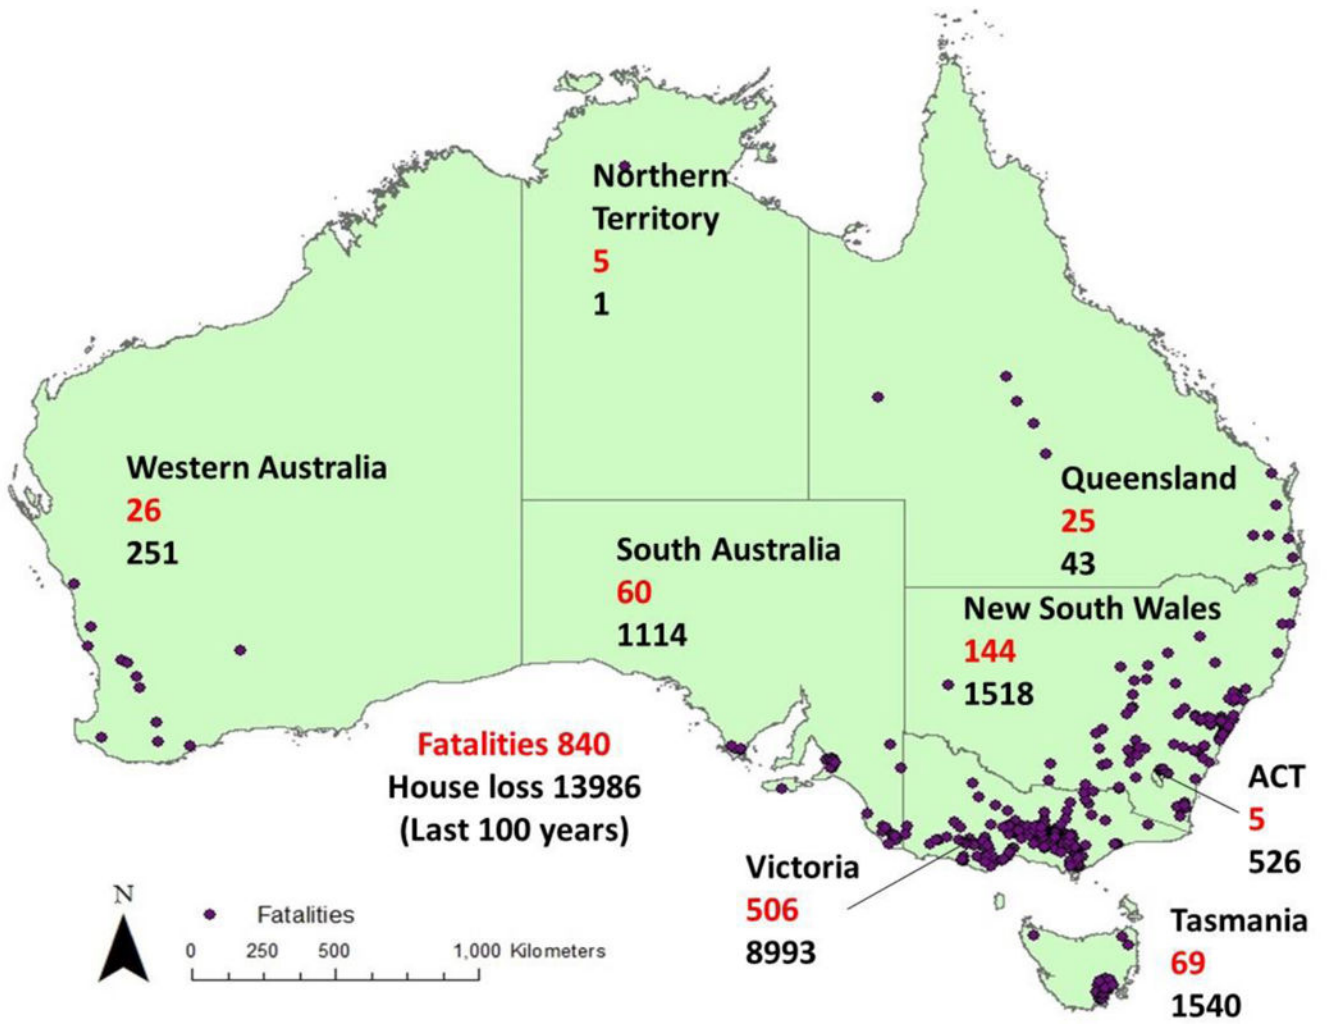 Northern
Territory
5
1
Western Australia
26
251
South Australia
60
1114
Queensland
25
43
New South Wales
144
1518
Fatalities 840
House loss 13986
(Last 100 years)
ACT
5
526
Victoria
506
8993
Tasmania
69
1540
N
Fatalities
0 250 500 1,000 Kilometers